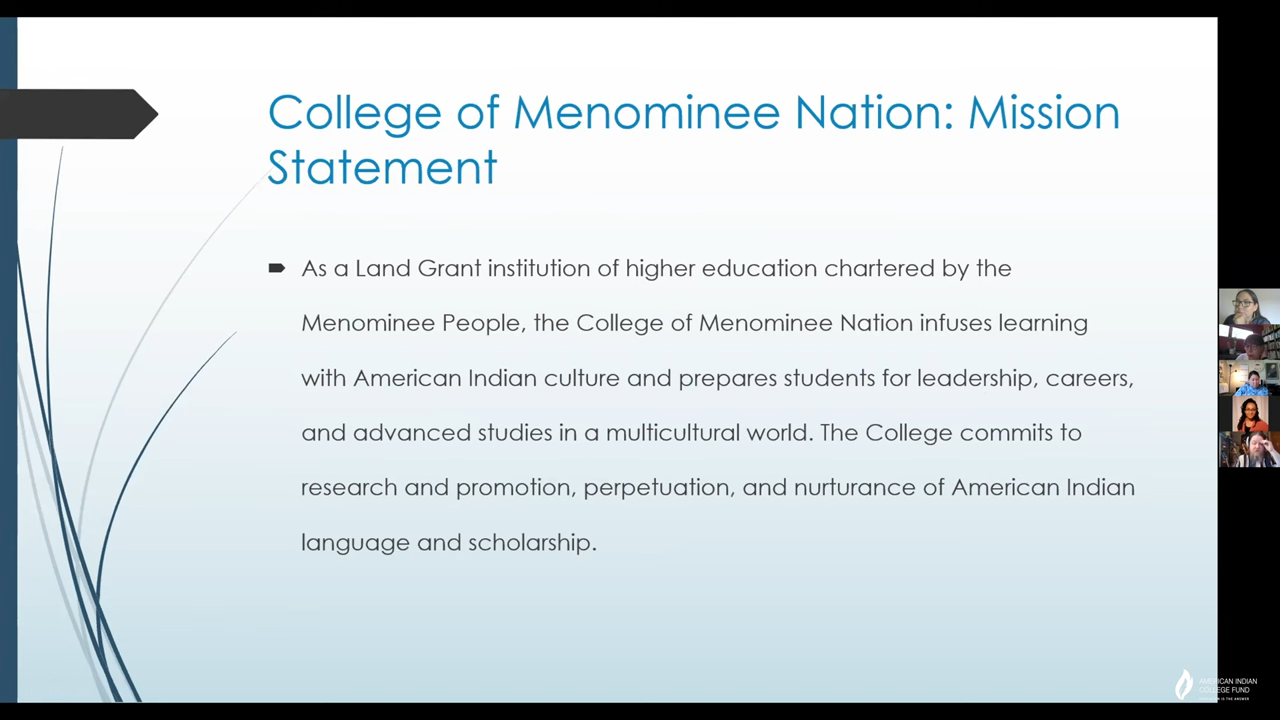 College of Menominee Nation: Mission
Statement
As a Land Grant institution of higher education chartered by the
Menominee People, the College of Menominee Nation infuses learning
with American Indian culture and prepares students for leadership, careers,
and advanced studies in a multicultural world. The College commits to
research and promotion, perpetuation, and nurturance of American Indian
language and scholarship.
AMERICAN INDIAN
COLLEGE FUND